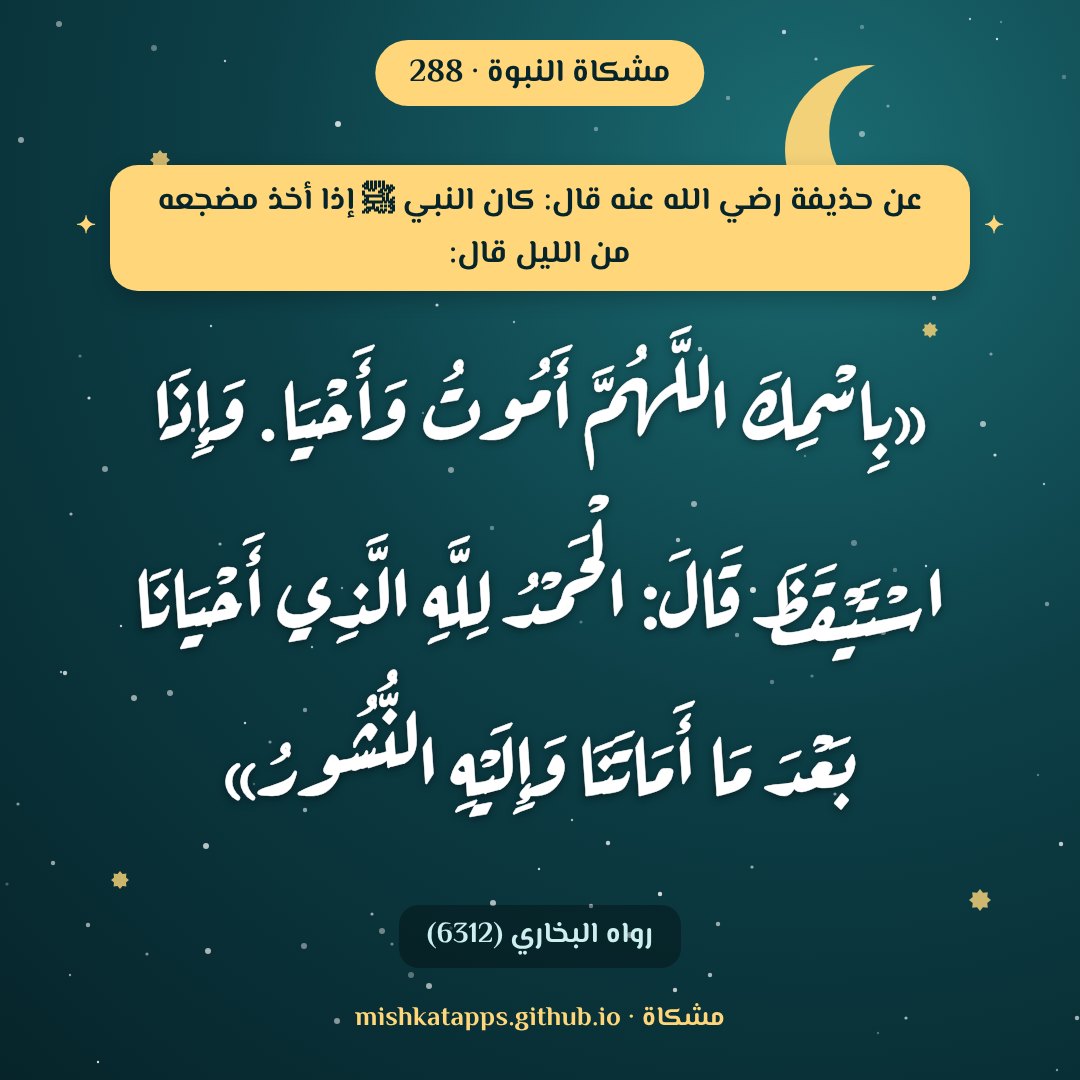 مشكاة النبوة · 288
عن حذيفة رضي الله عنه قال: كان النبي ﷺ إذا أخذ مضجعه
من الليل قال:
«بِاسْمِكَ اللَّهُمَّ أَمُوتُ وَأَحْيَا. وَإِذَا
اسْتَيْقَظَ قَالَ: الْحَمْدُ لِلَّهِ الَّذِي أَحْيَانَا
بَعْدَ مَا أَمَاتَنَا وَإِلَيْهِ النُّشُورُ»
رواه البخاري (6312)
مشكاة · mishkatapps.github.io